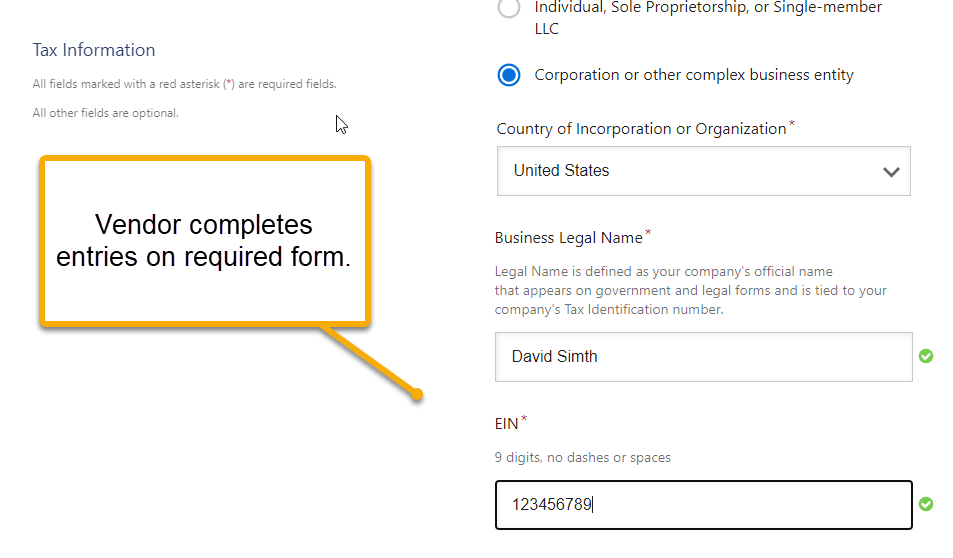 Individual, Sole Proprietorship, or Single-member
LLC
Tax Information
All fields marked with a red asterisk (*) are required fields.
All other fields are optional.
Corporation or other complex business entity
Country of Incorporation or Organization*
United States
Vendor completes
entries on required form.
Business Legal Name*
Legal Name is defined as your company's official name
that appears on government and legal forms and is tied to your
company's Tax Identification number.
David Simth
EIN*
9 digits, no dashes or spaces
123456789